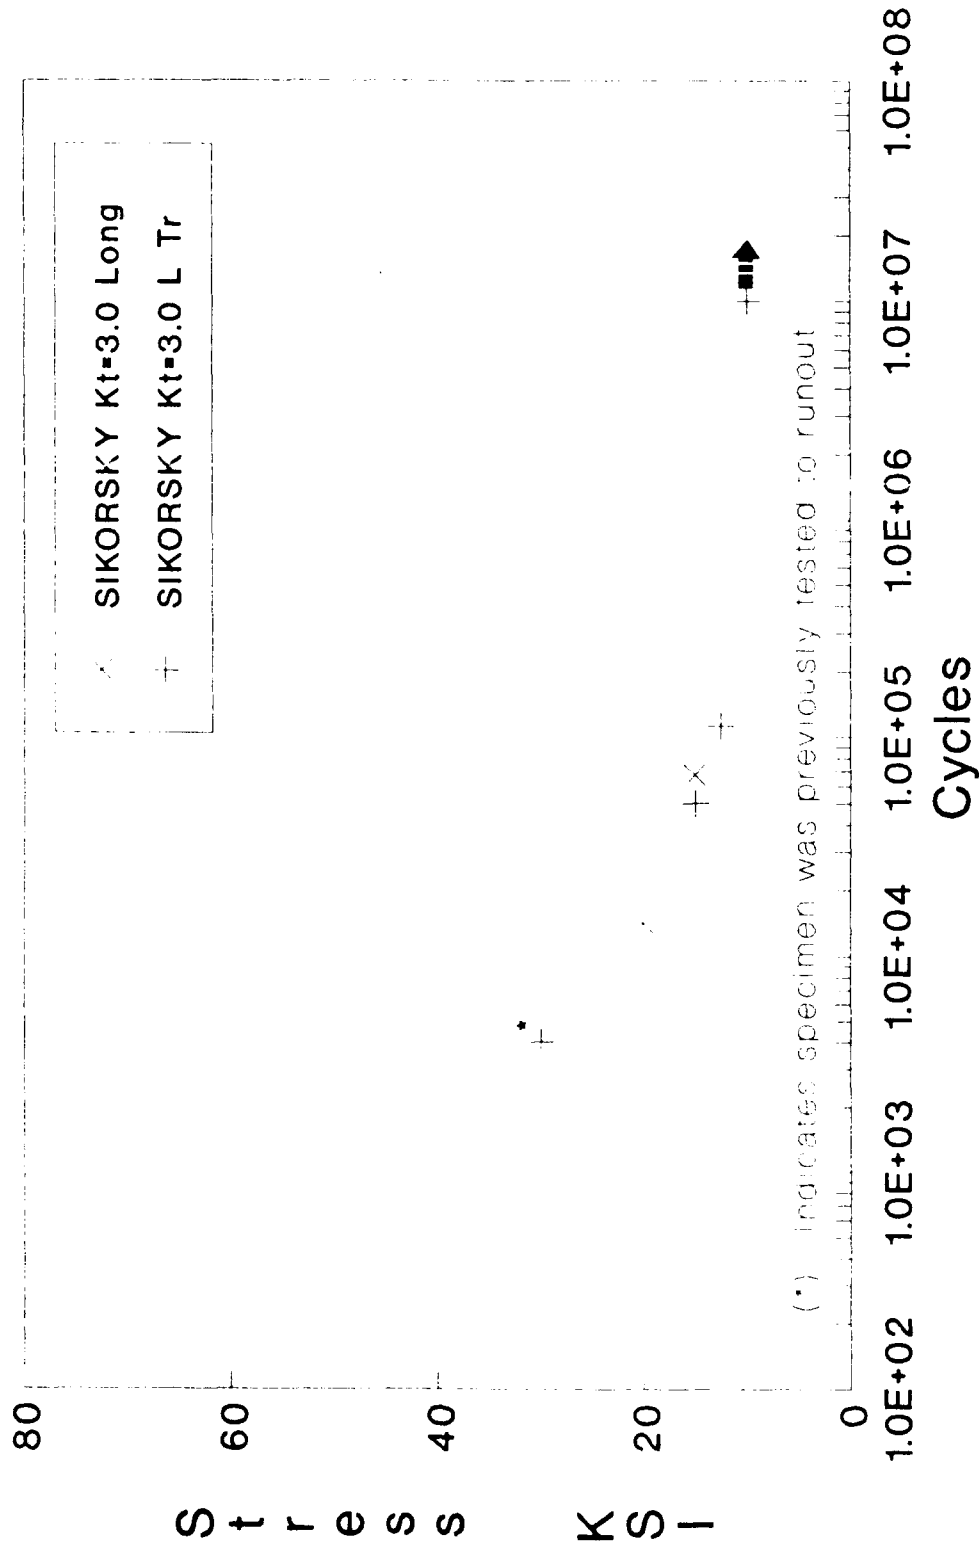 Stress KSI
80
60
40
20
0
SIKORSKY Kt=3.0 Long
SIKORSKY Kt=3.0 L Tr
*
(*) indicates specimen was previously tested to runout
1.0E+02 1.0E+03 1.0E+04 1.0E+05 1.0E+06 1.0E+07 1.0E+08
Cycles